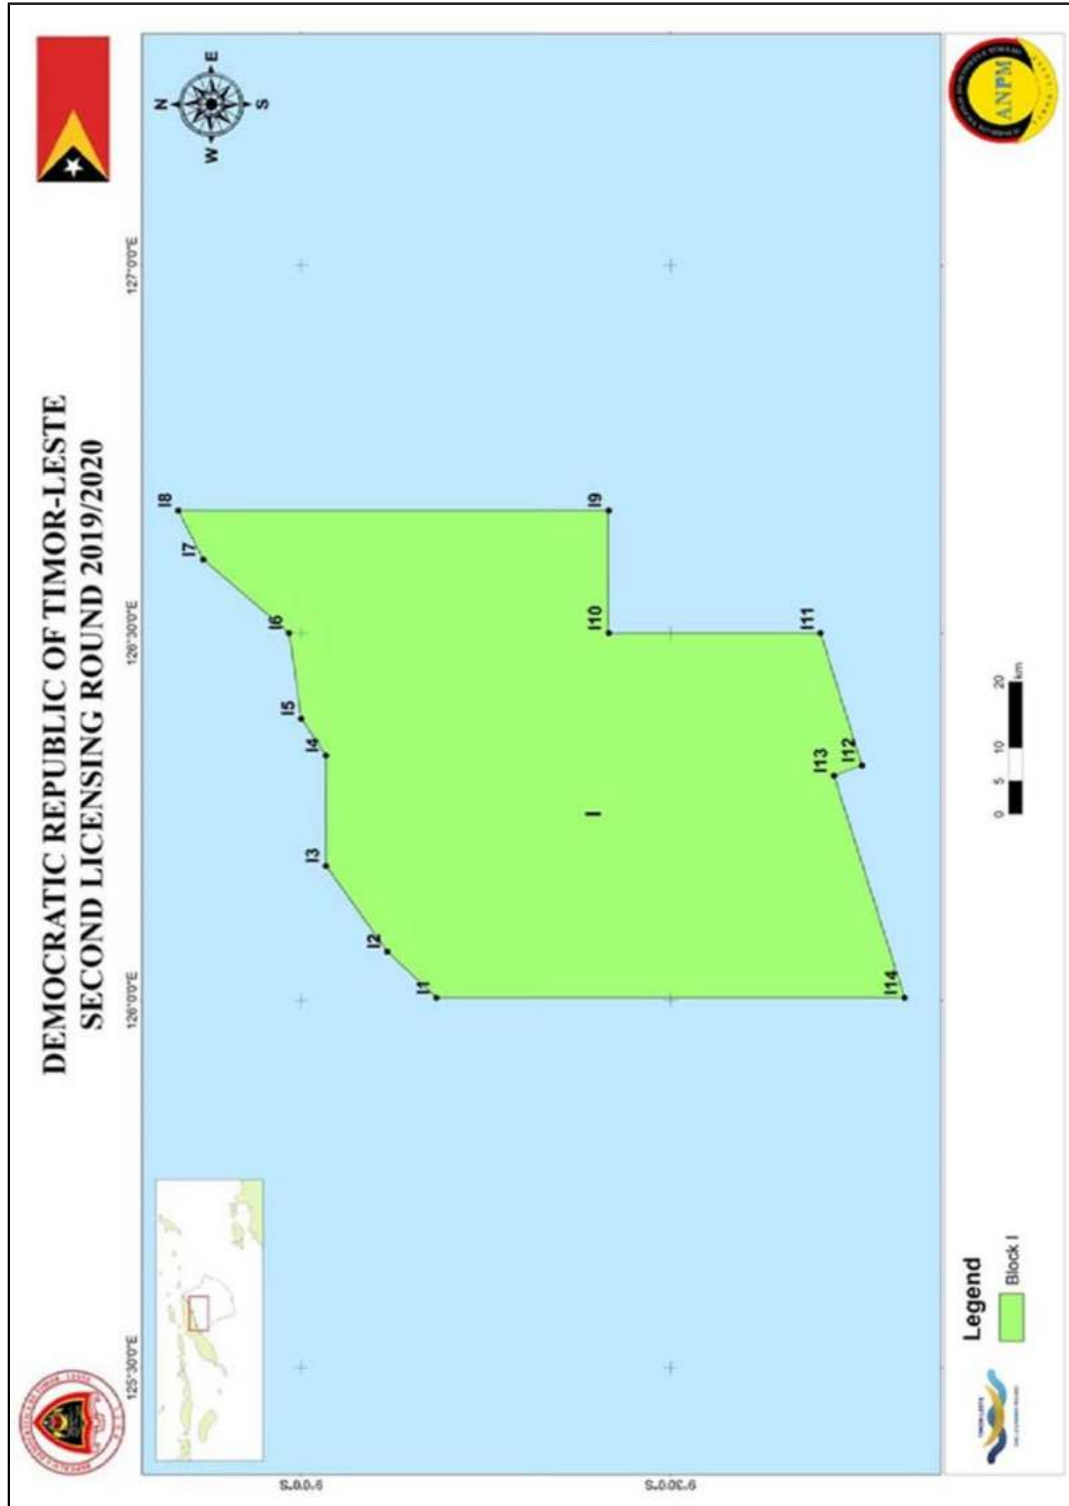 DEMOCRATIC REPUBLIC OF TIMOR-LESTE
SECOND LICENSING ROUND 2019/2020
125°30'0"E
126°0'0"E
126°30'0"E
127°0'0"E
N
W
E
S
9°0'0"S
9°30'0"S
I1
I2
I3
I4
I5
I6
I7
I8
I9
I10
I11
I12
I13
I14
I
Legend
Block I
0 5 10 20
km
TIMOR-LESTE
ANPM